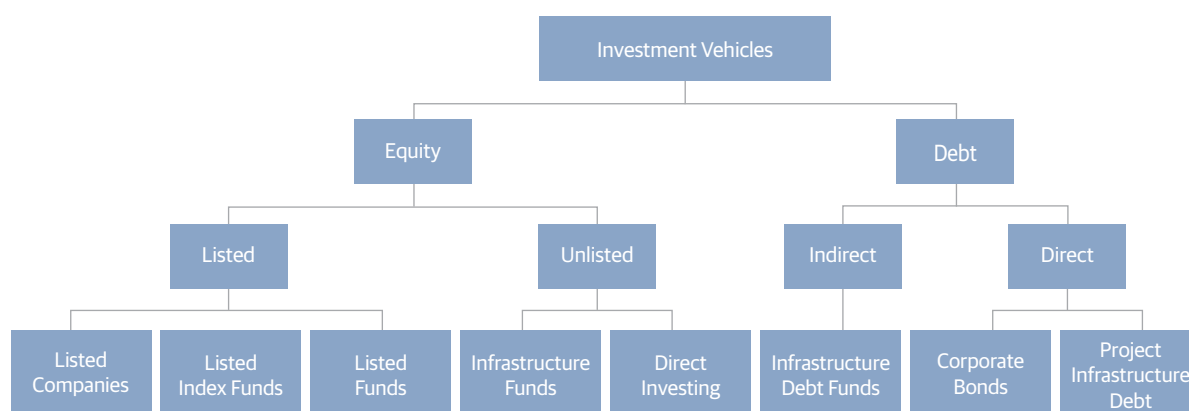 Investment Vehicles
Equity
Debt
Listed
Unlisted
Indirect
Direct
Listed
Companies
Listed
Index Funds
Listed
Funds
Infrastructure
Funds
Direct
Investing
Infrastructure
Debt Funds
Corporate
Bonds
Project
Infrastructure
Debt